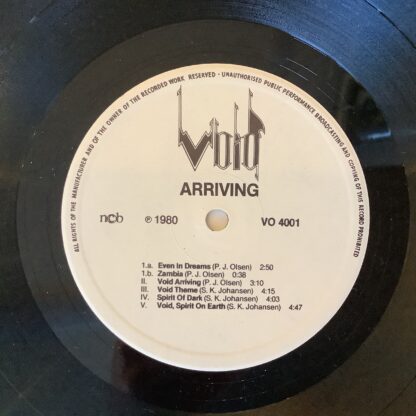 ALL RIGHTS OF THE MANUFACTURER AND OF THE OWNER OF THE RECORDED WORK RESERVED - UNAUTHORISED PUBLIC PERFORMANCE BROADCASTING AND COPYING OF THIS RECORD PROHIBITED
Void
ARRIVING
ncb ℗ 1980 VO 4001
1.a. Even In Dreams (P. J. Olsen) 2:50
1.b. Zambia (P. J. Olsen) 0:38
II. Void Arriving (P. J. Olsen) 3:10
III. Void Theme (S. K. Johansen) 4:15
IV. Spirit Of Dark (S. K. Johansen) 4:03
V. Void, Spirit On Earth (S. K. Johansen) 4:47